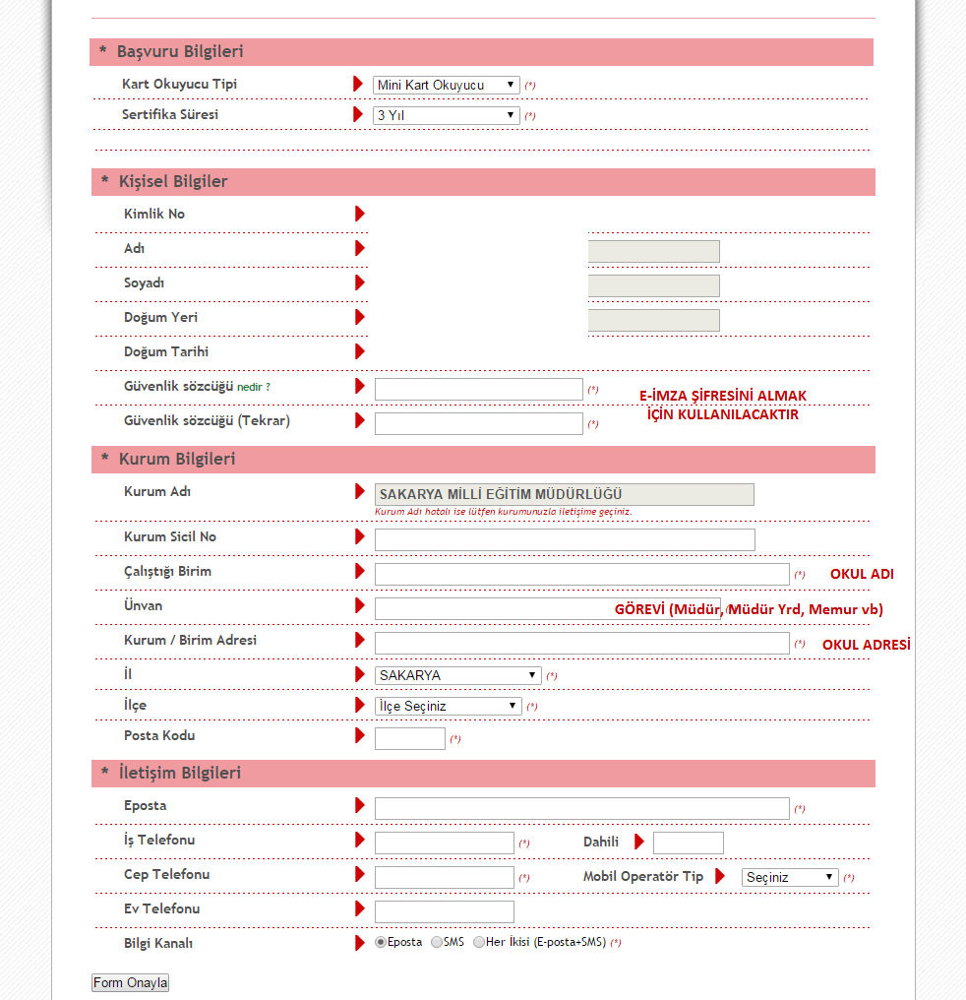 * Başvuru Bilgileri
Kart Okuyucu Tipi Mini Kart Okuyucu (*)
Sertifika Süresi 3 Yıl (*)
* Kişisel Bilgiler
Kimlik No
Adı
Soyadı
Doğum Yeri
Doğum Tarihi
Güvenlik sözcüğü nedir ? (*) E-İMZA ŞİFRESİNİ ALMAK
İÇİN KULLANILACAKTIR
Güvenlik sözcüğü (Tekrar) (*)
* Kurum Bilgileri
Kurum Adı SAKARYA MİLLİ EĞİTİM MÜDÜRLÜĞÜ
Kurum Adı hatalı ise lütfen kurumunuzla iletişime geçiniz.
Kurum Sicil No
Çalıştığı Birim (*) OKUL ADI
Ünvan GÖREVİ (Müdür, Müdür Yrd, Memur vb)
Kurum / Birim Adresi (*) OKUL ADRESİ
İl SAKARYA (*)
İlçe İlçe Seçiniz (*)
Posta Kodu (*)
* İletişim Bilgileri
Eposta (*)
İş Telefonu (*) Dahili
Cep Telefonu (*) Mobil Operatör Tip Seçiniz (*)
Ev Telefonu
Bilgi Kanalı Eposta SMS Her İkisi (E-posta+SMS) (*)
Form Onayla